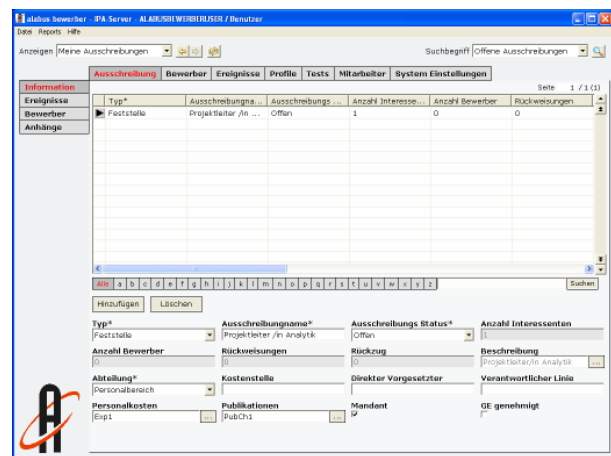 alabus bewerber - IPA-Server - ALABUSBEWERBERUSER / Benutzer
Datei Reports Hilfe
Anzeigen Meine Ausschreibungen Suchbegriff Offene Ausschreibungen
Ausschreibung Bewerber Ereignisse Profile Tests Mitarbeiter System Einstellungen
Information Seite 1 / 1 (1)
Ereignisse
Bewerber
Anhänge
Typ* Ausschreibungna... Ausschreibungs ... Anzahl Interesse... Anzahl Bewerber Rückweisungen
Feststelle Projektleiter /in ... Offen 1 0 0
Alle a b c d e f g h i j k l m n o p q r s t u v w x y z Suchen
Hinzufügen Löschen
Typ* Ausschreibungname* Ausschreibungs Status* Anzahl Interessenten
Feststelle Projektleiter /in Analytik Offen 1
Anzahl Bewerber Rückweisungen Rückzug Beschreibung
0 0 0 Projektleiter/in Analytik ...
Abteilung* Kostenstelle Direkter Vorgesetzter Verantwortlicher Linie
Personalbereich
Personalkosten Publikationen Mandant GE genehmigt
Exp1 ... PubCh1 ...